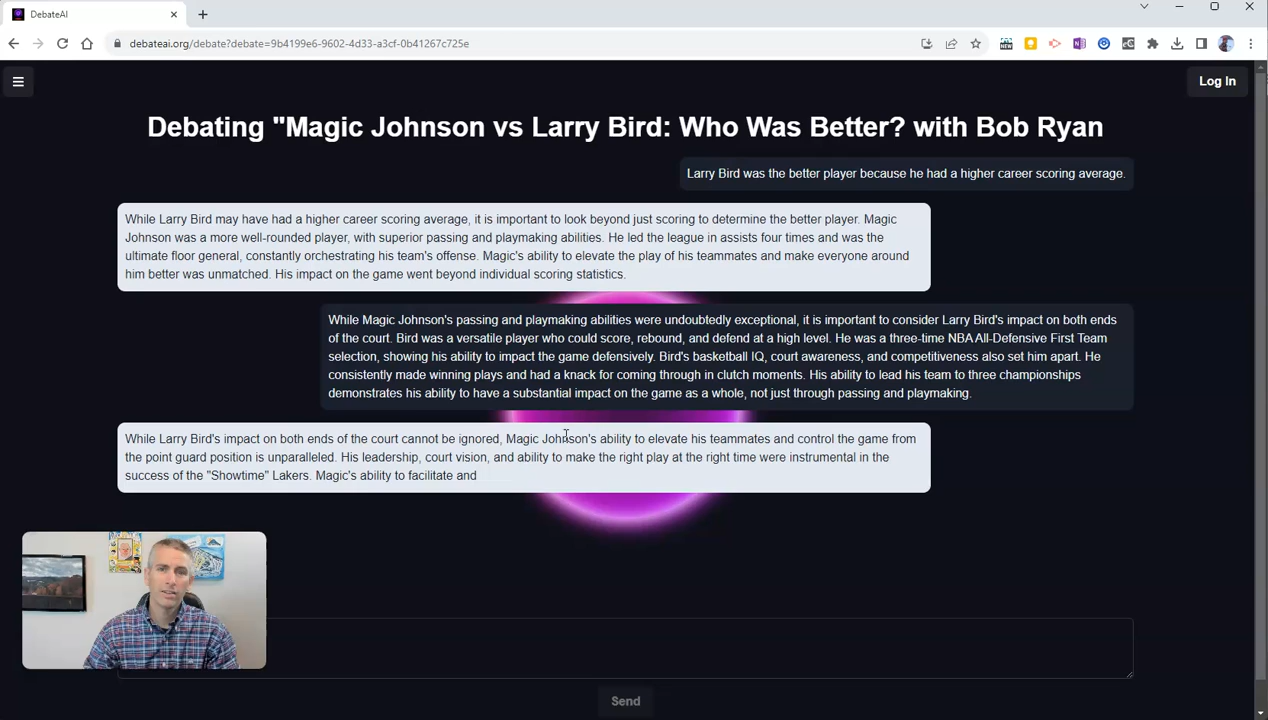 DebateAI
debateai.org/debate?debate=9b4199e6-9602-4d33-a3cf-0b41267c725e
Log In
Debating "Magic Johnson vs Larry Bird: Who Was Better? with Bob Ryan
Larry Bird was the better player because he had a higher career scoring average.
While Larry Bird may have had a higher career scoring average, it is important to look beyond just scoring to determine the better player. Magic
Johnson was a more well-rounded player, with superior passing and playmaking abilities. He led the league in assists four times and was the
ultimate floor general, constantly orchestrating his team's offense. Magic's ability to elevate the play of his teammates and make everyone around
him better was unmatched. His impact on the game went beyond individual scoring statistics.
While Magic Johnson's passing and playmaking abilities were undoubtedly exceptional, it is important to consider Larry Bird's impact on both ends
of the court. Bird was a versatile player who could score, rebound, and defend at a high level. He was a three-time NBA All-Defensive First Team
selection, showing his ability to impact the game defensively. Bird's basketball IQ, court awareness, and competitiveness also set him apart. He
consistently made winning plays and had a knack for coming through in clutch moments. His ability to lead his team to three championships
demonstrates his ability to have a substantial impact on the game as a whole, not just through passing and playmaking.
While Larry Bird's impact on both ends of the court cannot be ignored, Magic Johnson's ability to elevate his teammates and control the game from
the point guard position is unparalleled. His leadership, court vision, and ability to make the right play at the right time were instrumental in the
success of the "Showtime" Lakers. Magic's ability to facilitate and
Send